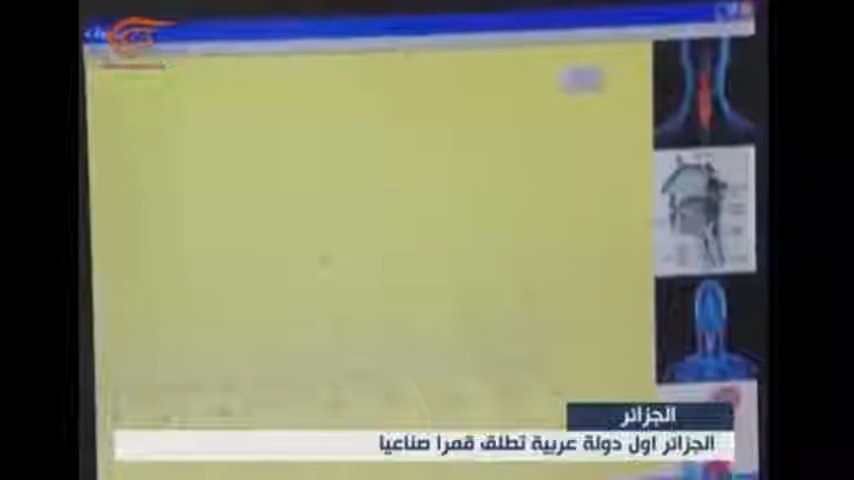 الجزائر
الجزائر اول دولة عربية تطلق قمرا صناعيا